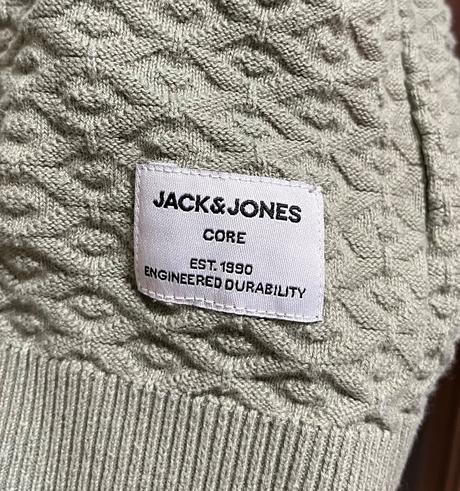 JACK&JONES
CORE
EST. 1990
ENGINEERED DURABILITY